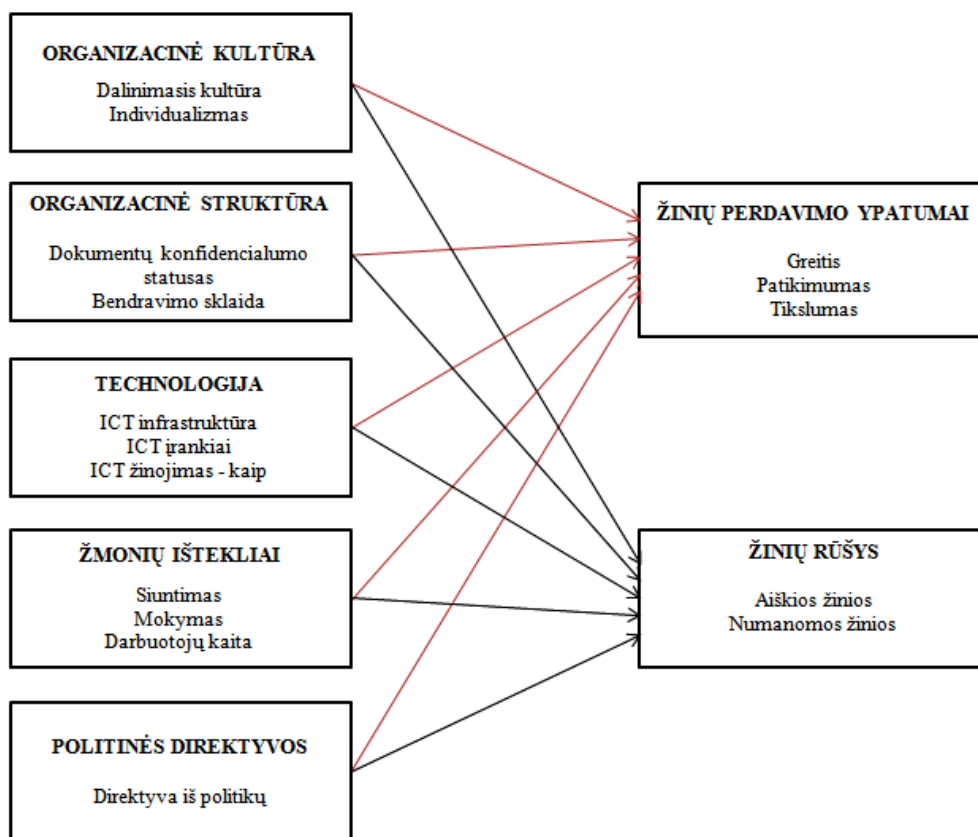 ORGANIZACINĖ KULTŪRA
Dalinimasis kultūra
Individualizmas
ORGANIZACINĖ STRUKTŪRA
Dokumentų konfidencialumo
statusas
Bendravimo sklaida
TECHNOLOGIJA
ICT infrastruktūra
ICT įrankiai
ICT žinojimas - kaip
ŽMONIŲ IŠTEKLIAI
Siuntimas
Mokymas
Darbuotojų kaita
POLITINĖS DIREKTYVOS
Direktyva iš politikų
ŽINIŲ PERDAVIMO YPATUMAI
Greitis
Patikimumas
Tikslumas
ŽINIŲ RŪŠYS
Aiškios žinios
Numanomos žinios